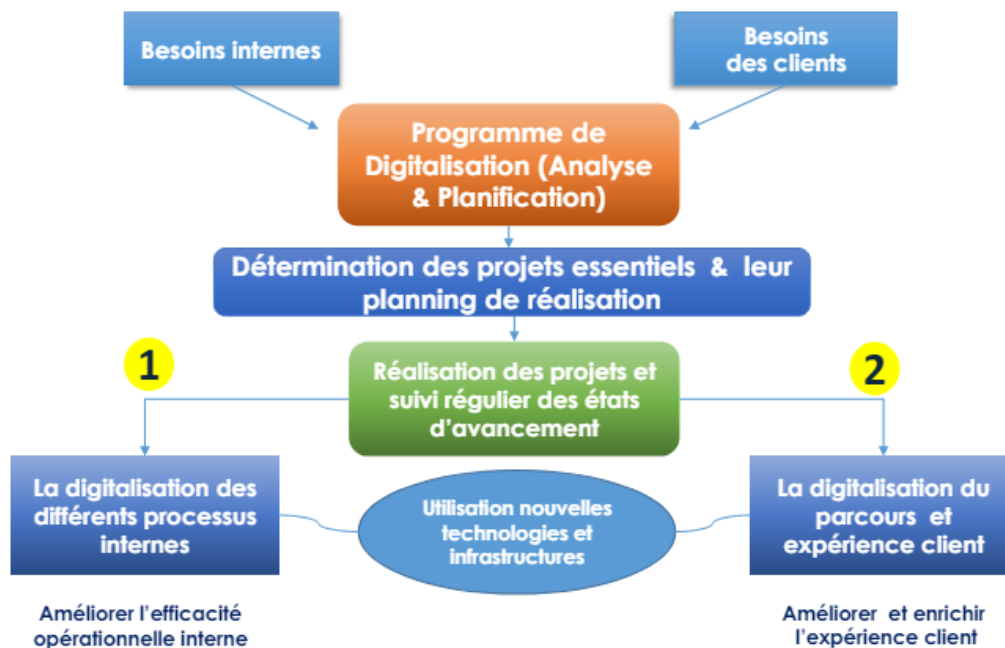 Besoins internes
Besoins
des clients
Programme de
Digitalisation (Analyse
& Planification)
Détermination des projets essentiels & leur
planning de réalisation
1
2
Réalisation des projets et
suivi régulier des états
d'avancement
La digitalisation des
différents processus
internes
Utilisation nouvelles
technologies et
infrastructures
La digitalisation du
parcours et
expérience client
Améliorer l'efficacité
opérationnelle interne
Améliorer et enrichir
l'expérience client